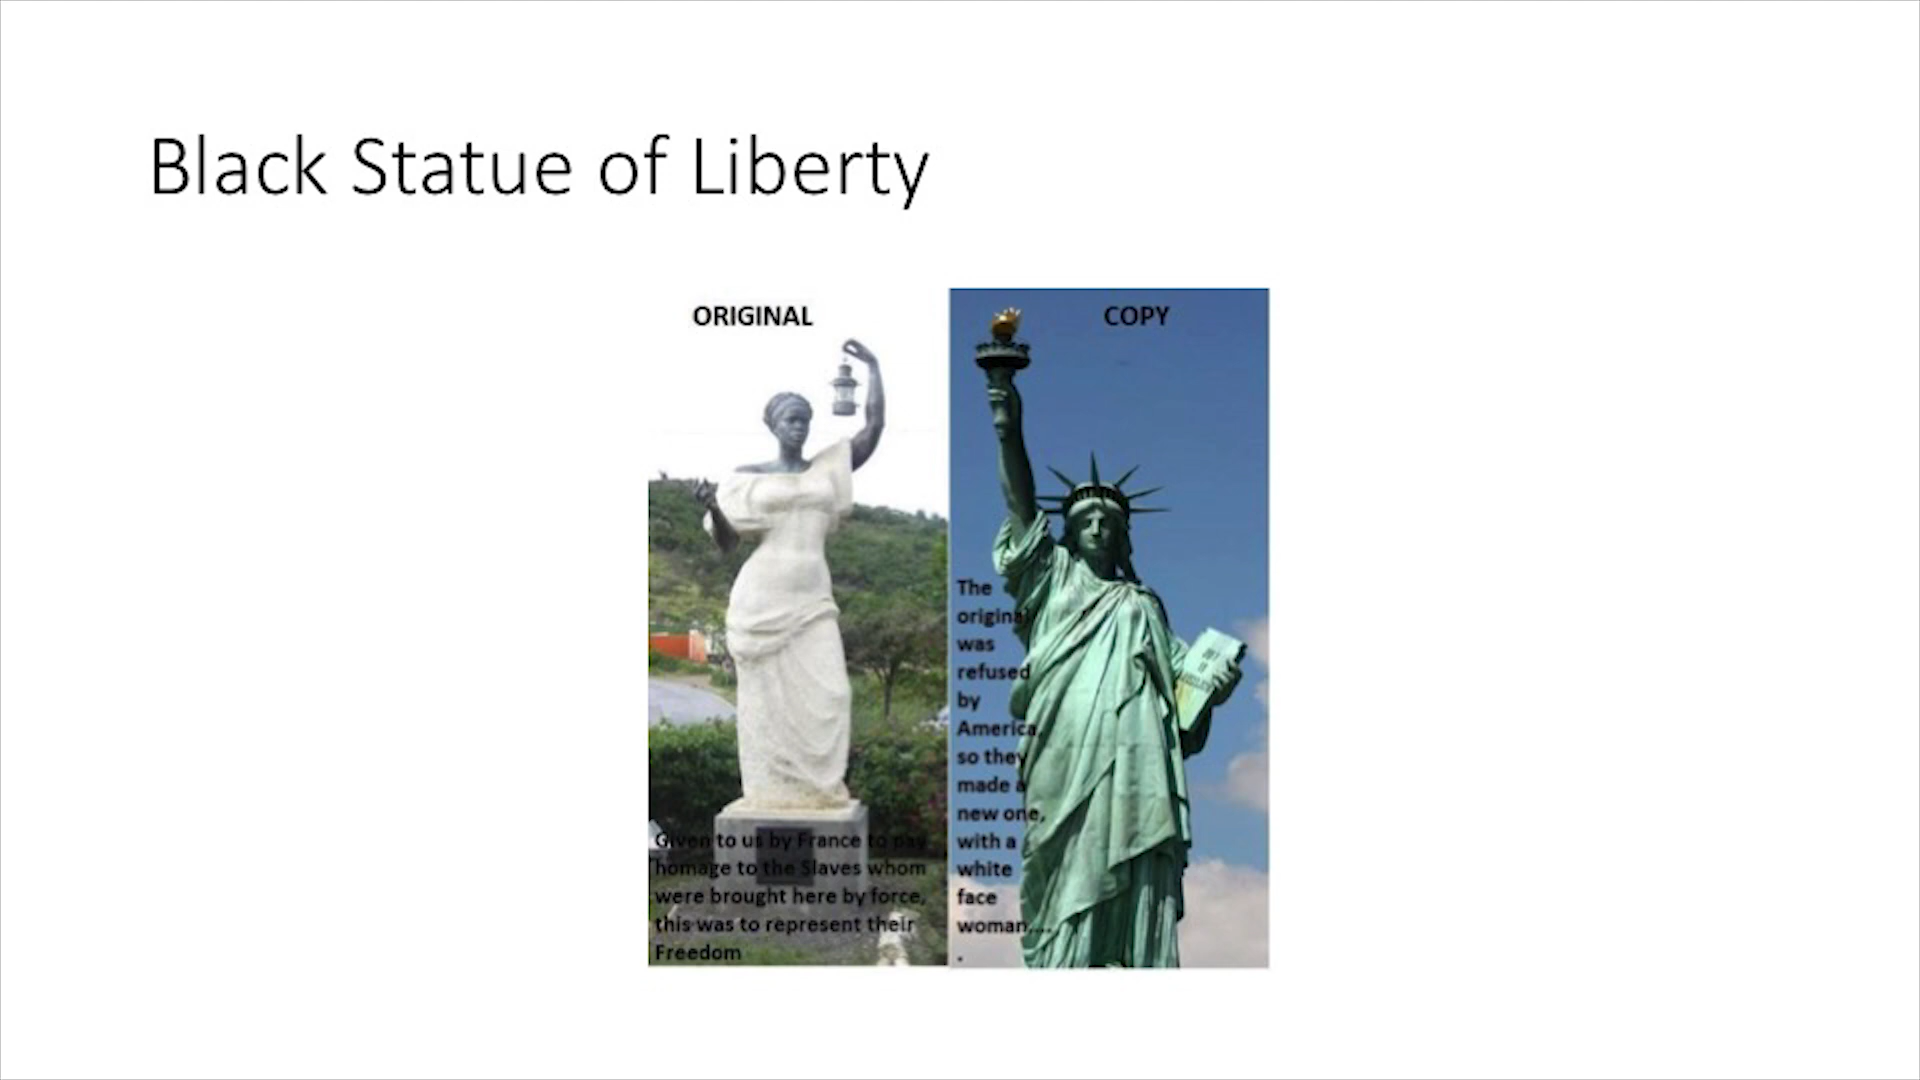 Black Statue of Liberty
ORIGINAL
Given to us by France to pay
homage to the Slaves whom
were brought here by force,
this was to represent their
Freedom
COPY
The
original
was
refused
by
America,
so they
made a
new one,
with a
white
face
woman....
.